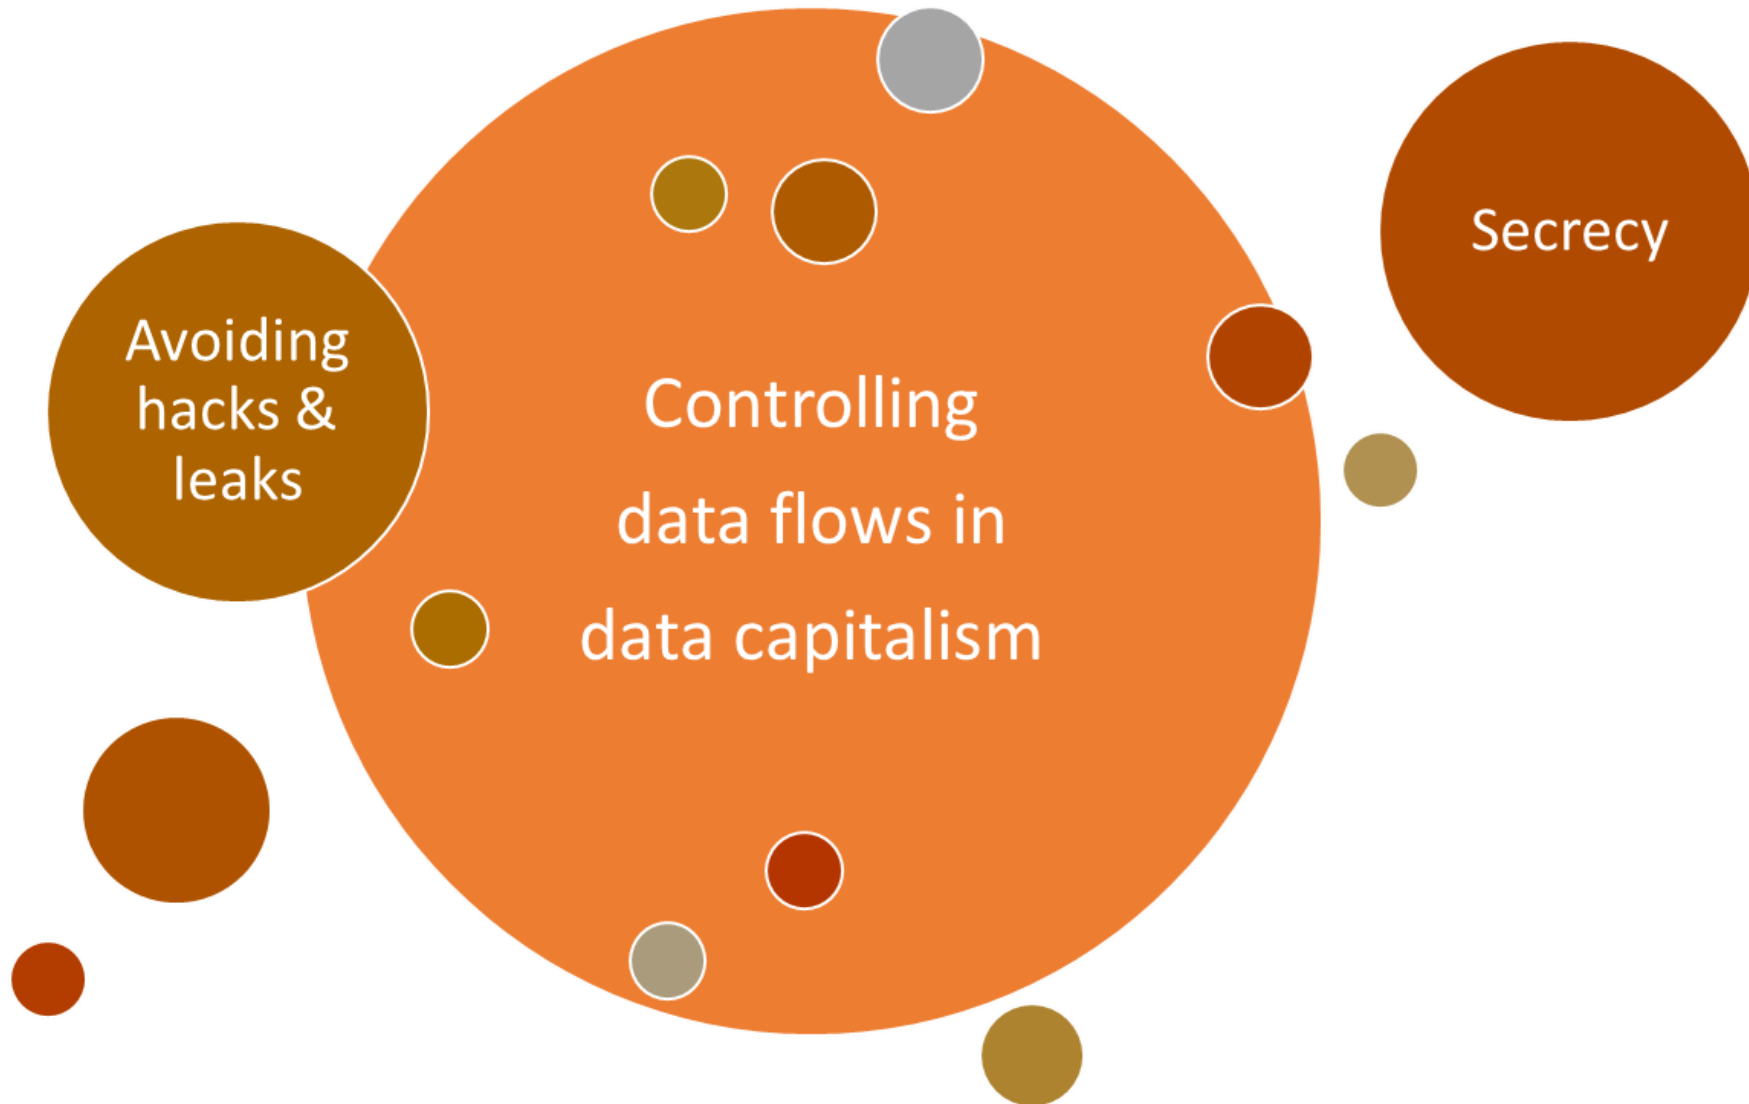 Avoiding
hacks &
leaks
Controlling
data flows in
data capitalism
Secrecy